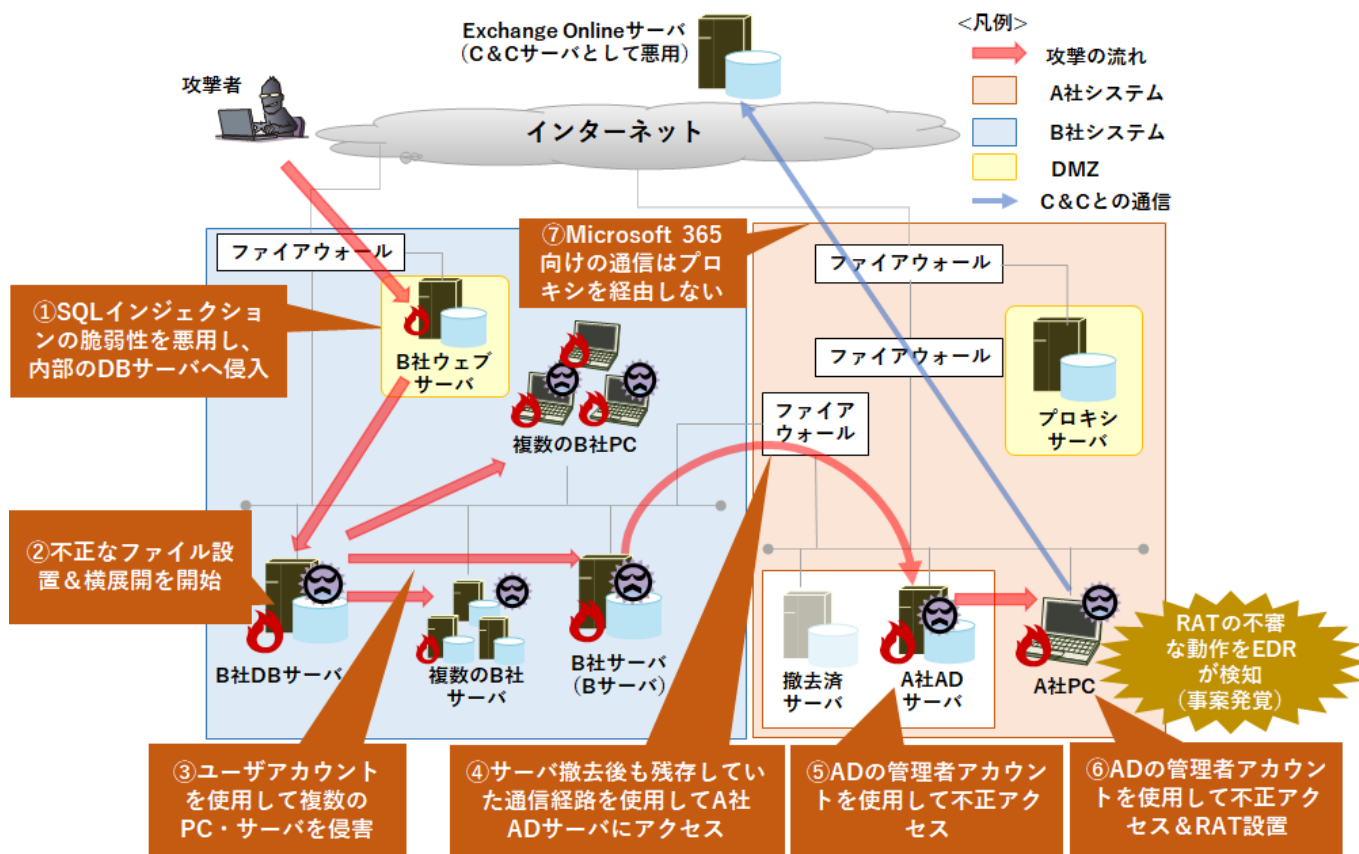 Exchange Onlineサーバ
（C＆Cサーバとして悪用）
攻撃者
インターネット
<凡例>
攻撃の流れ
A社システム
B社システム
DMZ
C＆Cとの通信
ファイアウォール
⑦Microsoft 365
向けの通信はプロ
キシを経由しない
ファイアウォール
①SQLインジェクショ
ンの脆弱性を悪用し、
内部のDBサーバへ侵入
B社ウェブ
サーバ
ファイアウォール
プロキシ
サーバ
ファイア
ウォール
複数のB社PC
②不正なファイル設
置＆横展開を開始
B社DBサーバ
複数のB社
サーバ
B社サーバ
（Bサーバ）
撤去済
サーバ
A社AD
サーバ
A社PC
RATの不審
な動作をEDR
が検知
（事案発覚）
③ユーザアカウント
を使用して複数の
PC・サーバを侵害
④サーバ撤去後も残存してい
た通信経路を使用してA社
ADサーバにアクセス
⑤ADの管理者アカウン
トを使用して不正アク
セス
⑥ADの管理者アカウン
トを使用して不正アク
セス＆RAT設置